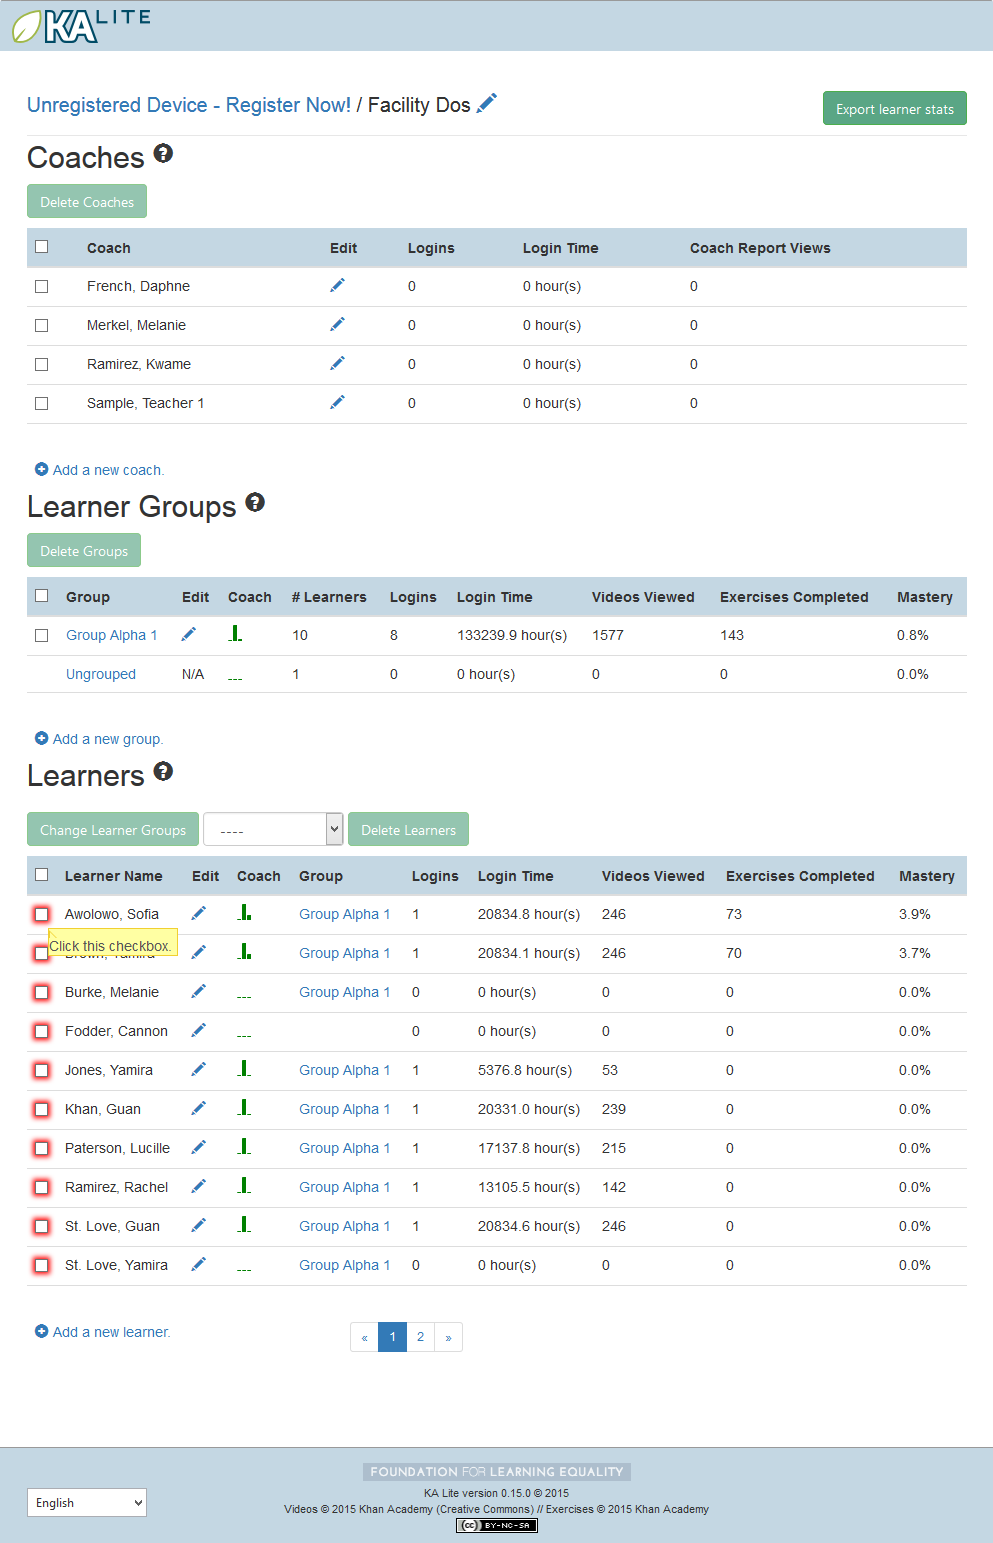 KA LITE
Unregistered Device - Register Now! / Facility Dos
Export learner stats
Coaches ?
Delete Coaches
Coach Edit Logins Login Time Coach Report Views
French, Daphne 0 0 hour(s) 0
Merkel, Melanie 0 0 hour(s) 0
Ramirez, Kwame 0 0 hour(s) 0
Sample, Teacher 1 0 0 hour(s) 0
Add a new coach.
Learner Groups ?
Delete Groups
Group Edit Coach # Learners Logins Login Time Videos Viewed Exercises Completed Mastery
Group Alpha 1 10 8 133239.9 hour(s) 1577 143 0.8%
Ungrouped N/A 1 0 0 hour(s) 0 0 0.0%
Add a new group.
Learners ?
Change Learner Groups ---- Delete Learners
Learner Name Edit Coach Group Logins Login Time Videos Viewed Exercises Completed Mastery
Awolowo, Sofia Group Alpha 1 1 20834.8 hour(s) 246 73 3.9%
Click this checkbox.
Group Alpha 1 1 20834.1 hour(s) 246 70 3.7%
Burke, Melanie Group Alpha 1 0 0 hour(s) 0 0 0.0%
Fodder, Cannon 0 0 hour(s) 0 0 0.0%
Jones, Yamira Group Alpha 1 1 5376.8 hour(s) 53 0 0.0%
Khan, Guan Group Alpha 1 1 20331.0 hour(s) 239 0 0.0%
Paterson, Lucille Group Alpha 1 1 17137.8 hour(s) 215 0 0.0%
Ramirez, Rachel Group Alpha 1 1 13105.5 hour(s) 142 0 0.0%
St. Love, Guan Group Alpha 1 1 20834.6 hour(s) 246 0 0.0%
St. Love, Yamira Group Alpha 1 0 0 hour(s) 0 0 0.0%
Add a new learner.
« 1 2 »
FOUNDATION FOR LEARNING EQUALITY
English
KA Lite version 0.15.0 © 2015
Videos © 2015 Khan Academy (Creative Commons) // Exercises © 2015 Khan Academy
cc BY-NC-SA